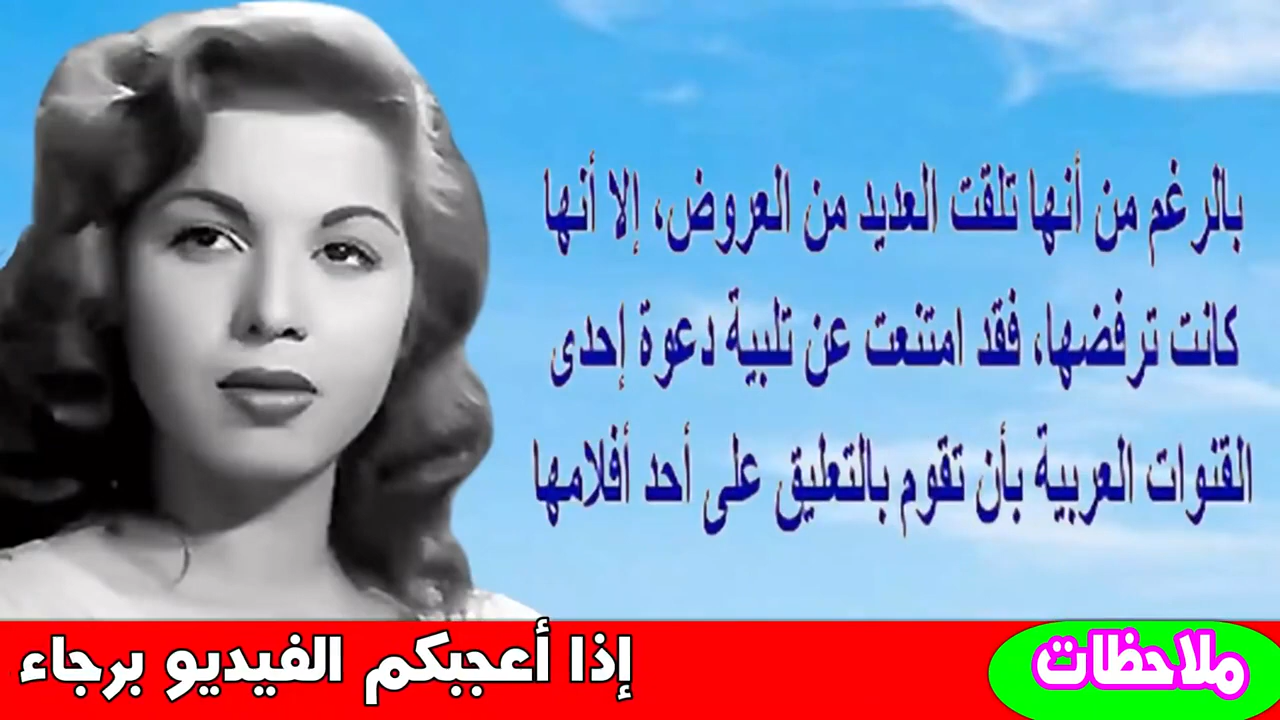 بالرغم من أنها تلقت العديد من العروض، إلا أنها
كانت ترفضها، فقد امتنعت عن تلبية دعوة إحدى
القنوات العربية بأن تقوم بالتعليق على أحد أفلامها
ملاحظات
إذا أعجبكم الفيديو برجاء